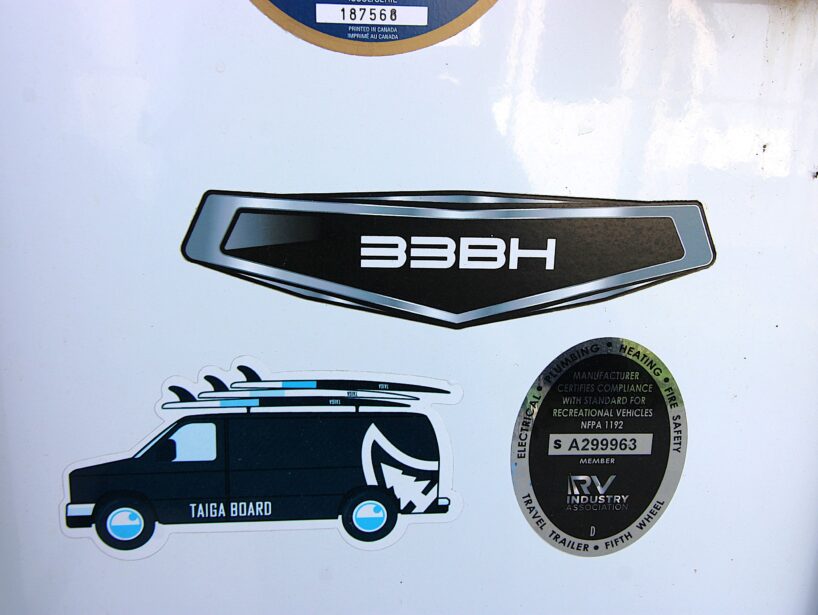 187568
PRINTED IN CANADA
IMPRIMÉ AU CANADA
33BH
TAIGA BOARD
ELECTRICAL • PLUMBING • HEATING • FIRE SAFETY
MANUFACTURER
CERTIFIES COMPLIANCE
WITH STANDARD FOR
RECREATIONAL VEHICLES
NFPA 1192
S A299963
MEMBER
RV
INDUSTRY
ASSOCIATION
D
TRAVEL TRAILER • FIFTH WHEEL